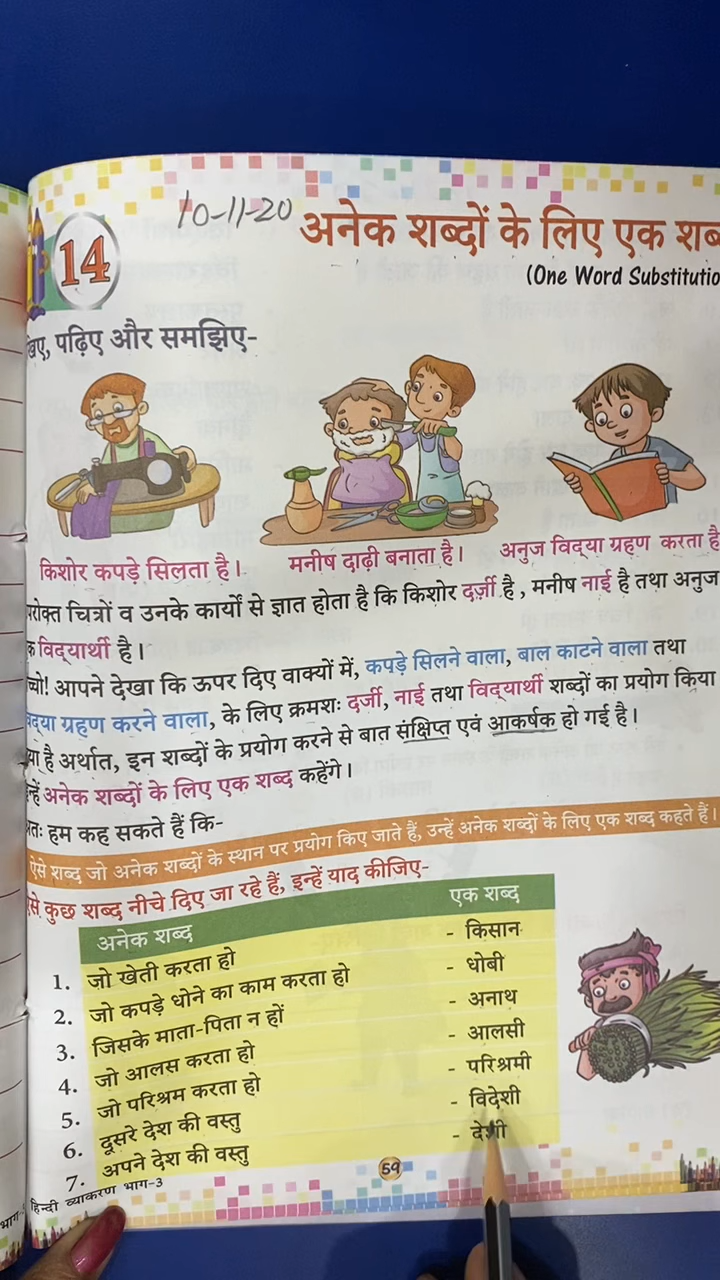 10-11-20
अनेक शब्दों के लिए एक शब
14
(One Word Substitutio
खिए, पढ़िए और समझिए-
किशोर कपड़े सिलता है।
मनीष दाढ़ी बनाता है।
अनुज विद्‌या ग्रहण करता है
परोक्त चित्रों व उनके कार्यों से ज्ञात होता है कि किशोर दर्ज़ी है, मनीष नाई है तथा अनुज
क विद्‌यार्थी है।
च्चो! आपने देखा कि ऊपर दिए वाक्यों में, कपड़े सिलने वाला, बाल काटने वाला तथा
विद्‌या ग्रहण करने वाला, के लिए क्रमशः दर्जी, नाई तथा विद्‌यार्थी शब्दों का प्रयोग किया
या है अर्थात, इन शब्दों के प्रयोग करने से बात संक्षिप्त एवं आकर्षक हो गई है।
न्हें अनेक शब्दों के लिए एक शब्द कहेंगे।
अतः हम कह सकते हैं कि-
ऐसे शब्द जो अनेक शब्दों के स्थान पर प्रयोग किए जाते हैं, उन्हें अनेक शब्दों के लिए एक शब्द कहते हैं।
ऐसे कुछ शब्द नीचे दिए जा रहे हैं, इन्हें याद कीजिए-
अनेक शब्द एक शब्द
1. जो खेती करता हो - किसान
2. जो कपड़े धोने का काम करता हो - धोबी
3. जिसके माता-पिता न हों - अनाथ
4. जो आलस करता हो - आलसी
5. जो परिश्रम करता हो - परिश्रमी
6. दूसरे देश की वस्तु - विदेशी
7. अपने देश की वस्तु - देशी
59
भाग-
हिन्दी व्याकरण भाग-3